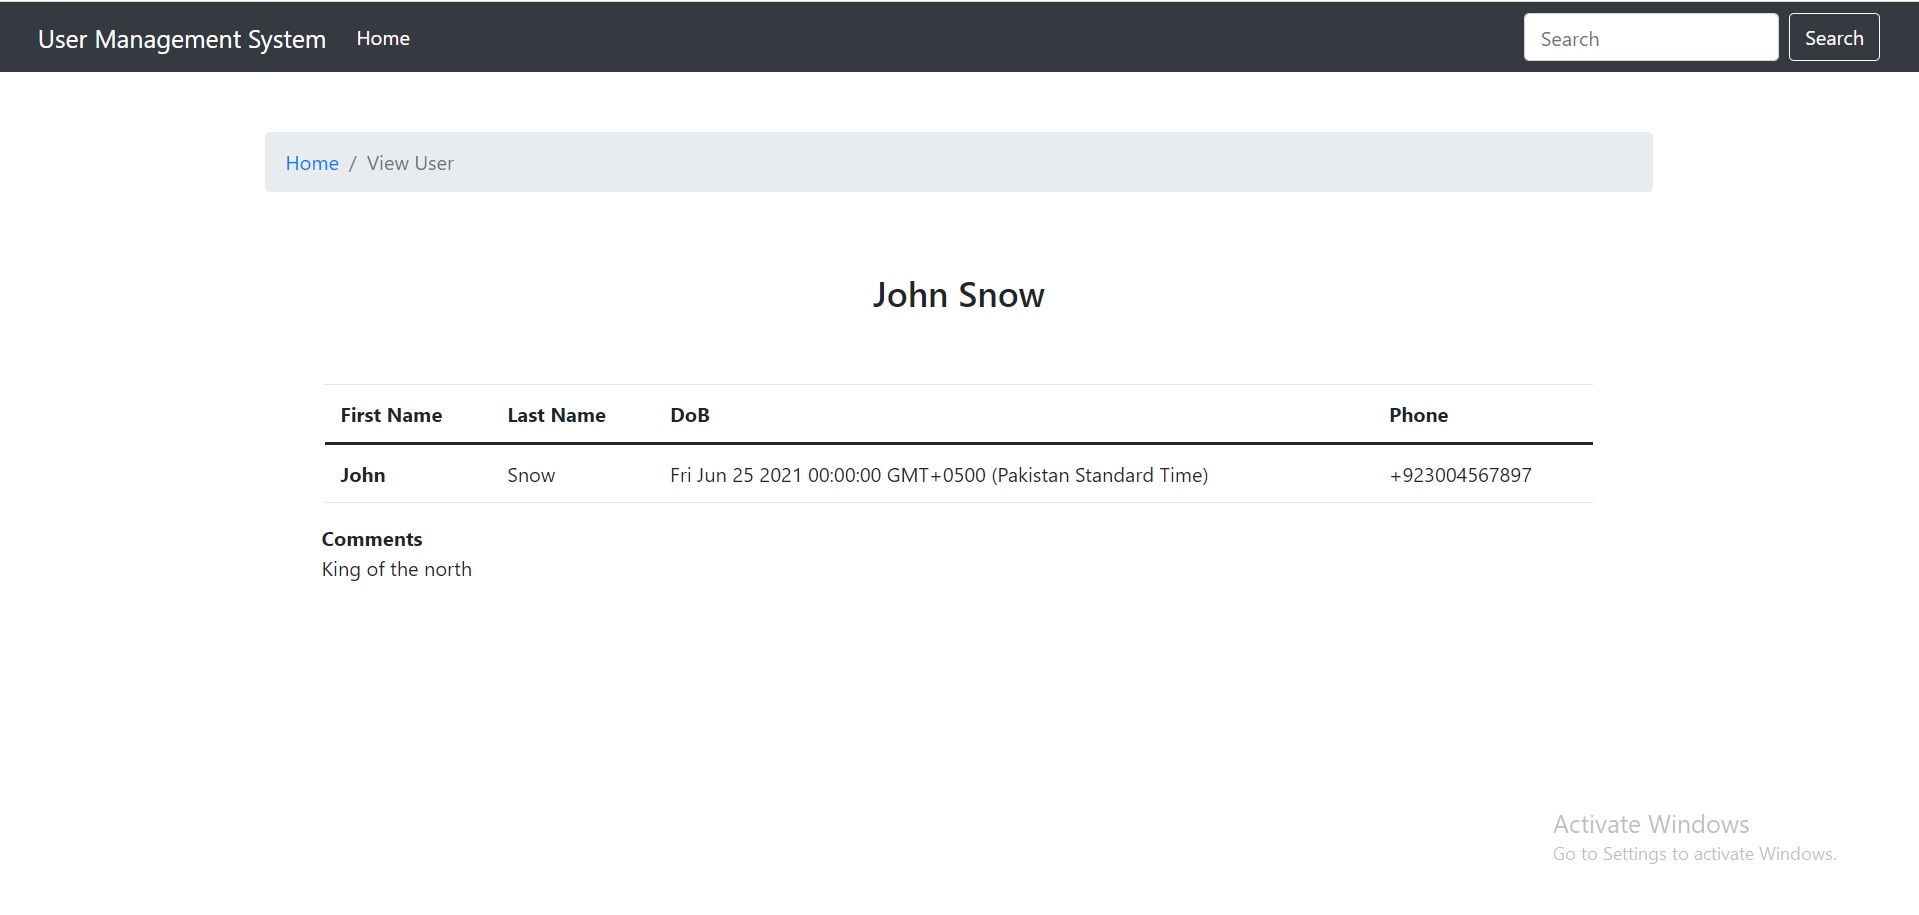 User Management System Home Search Search
Home / View User
John Snow
First Name Last Name DoB Phone
John Snow Fri Jun 25 2021 00:00:00 GMT+0500 (Pakistan Standard Time) +923004567897
Comments
King of the north
Activate Windows
Go to Settings to activate Windows.